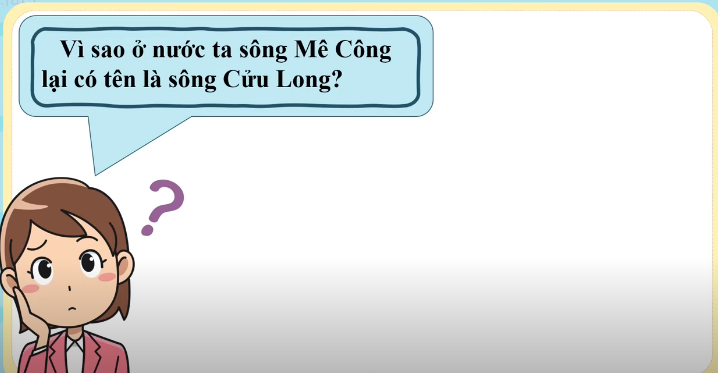 Vì sao ở nước ta sông Mê Công
lại có tên là sông Cửu Long?
?